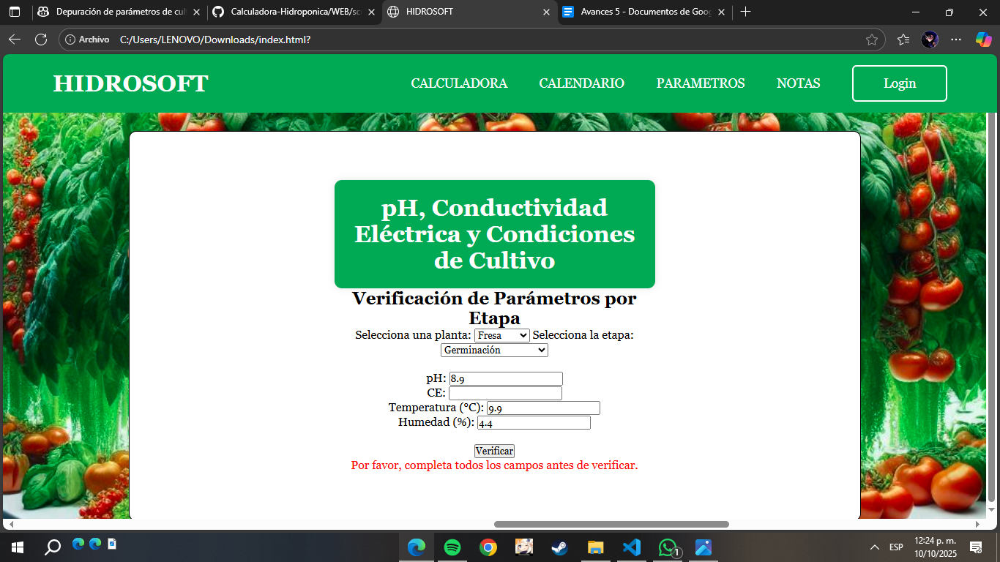 Depuración de parámetros de cul
Calculadora-Hidroponica/WEB/sc
HIDROSOFT
Avances 5 - Documentos de Goog
Archivo
C:/Users/LENOVO/Downloads/index.html?
HIDROSOFT
CALCULADORA
CALENDARIO
PARAMETROS
NOTAS
Login
pH, Conductividad
Eléctrica y Condiciones
de Cultivo
Verificación de Parámetros por
Etapa
Selecciona una planta: Fresa Selecciona la etapa:
Germinación
pH: 8.9
CE:
Temperatura (°C): 9.9
Humedad (%): 4.4
Verificar
Por favor, completa todos los campos antes de verificar.
1
ESP
12:24 p. m.
10/10/2025